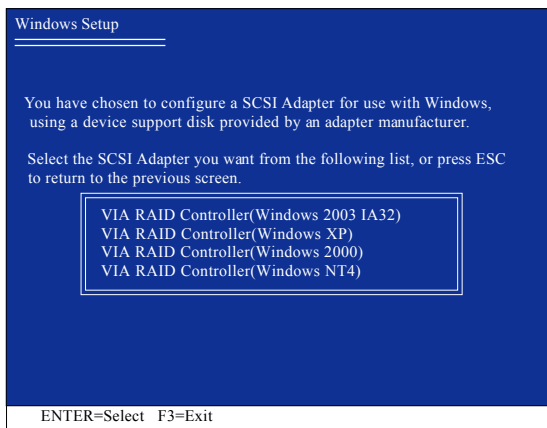 Windows Setup
You have chosen to configure a SCSI Adapter for use with Windows,
using a device support disk provided by an adapter manufacturer.
Select the SCSI Adapter you want from the following list, or press ESC
to return to the previous screen.
VIA RAID Controller(Windows 2003 IA32)
VIA RAID Controller(Windows XP)
VIA RAID Controller(Windows 2000)
VIA RAID Controller(Windows NT4)
ENTER=Select F3=Exit